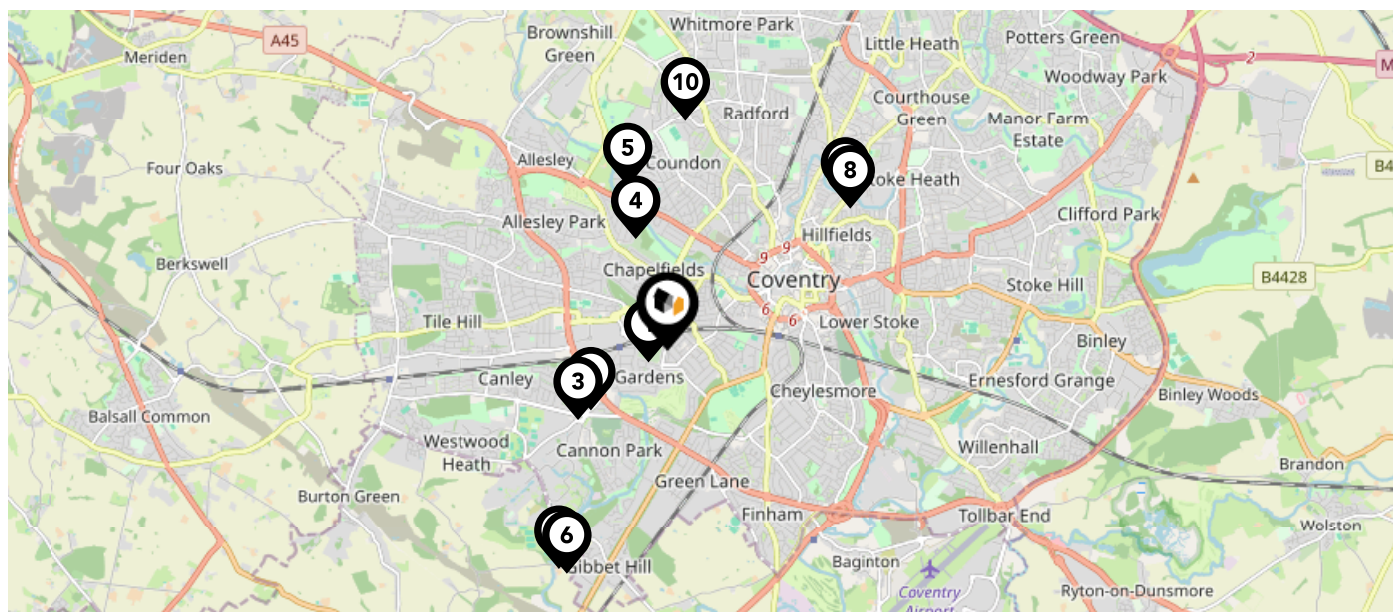 Whitmore Park
Brownshill
Green
Little Heath
Potters Green
A45
Meriden
2
M
Woodway Park
10
Radford
Courthouse
Green
Manor Farm
Estate
5
Allesley
Coundon
Four Oaks
8
toke Heath
B4
4
Allesley Park
Clifford Park
Hillfields
9
9
Berkswell
Chapelfields
Coventry
Stoke Hill
B4428
6
6
Tile Hill
Lower Stoke
Binley
3
Canley
Gardens
Cheylesmore
Ernesford Grange
Binley Woods
Balsall Common
Westwood
Heath
Cannon Park
Willenhall
Brandon
Green Lane
Burton Green
Finham
Tollbar End
Wolston
6
Gibbet Hill
Baginton
Coventry
Airport
Ryton-on-Dunsmore